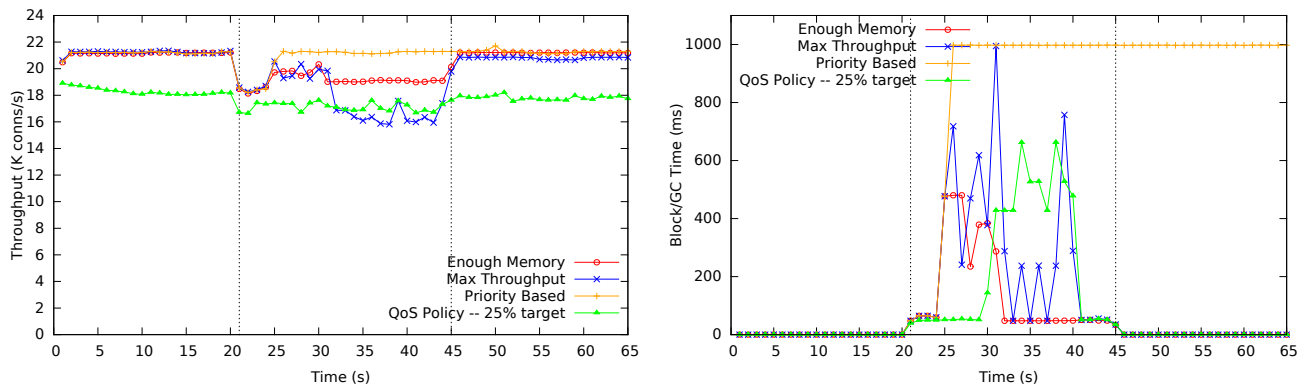 Throughput (K conns/s)
24
22
20
18
16
14
12
10
8
6
4
2
0
Enough Memory
Max Throughput
Priority Based
QoS Policy -- 25% target
0 5 10 15 20 25 30 35 40 45 50 55 60 65
Time (s)
Block/GC Time (ms)
1000
800
600
400
200
0
Enough Memory
Max Throughput
Priority Based
QoS Policy -- 25% target
0 5 10 15 20 25 30 35 40 45 50 55 60 65
Time (s)